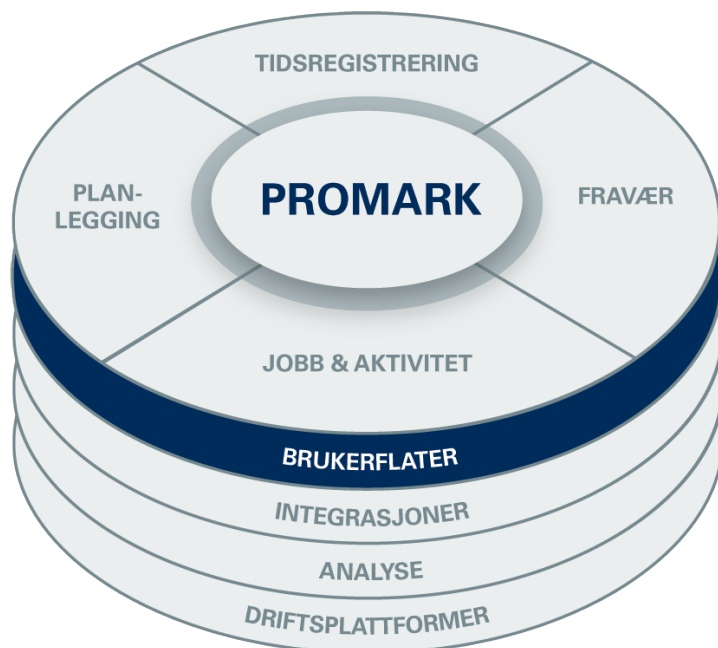 TIDSREGISTRERING
PLAN-
LEGGING
PROMARK
FRAVÆR
JOBB & AKTIVITET
BRUKERFLATER
INTEGRASJONER
ANALYSE
DRIFTSPLATTFORMER